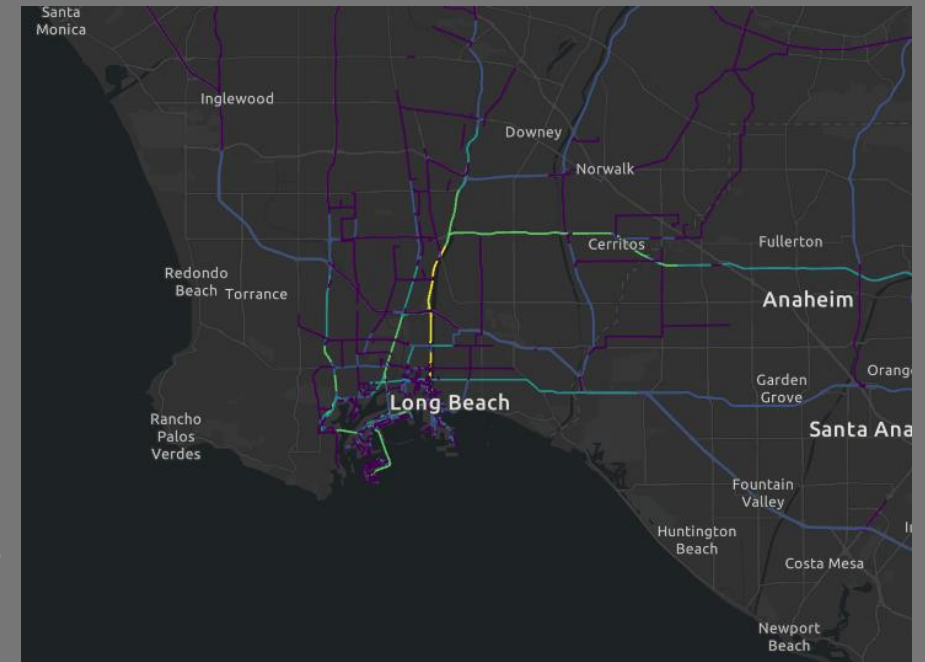 Santa
Monica
Inglewood
Downey
Norwalk
Cerritos
Fullerton
Redondo
Beach
Torrance
Anaheim
Long Beach
Garden
Grove
Orang
Rancho
Palos
Verdes
Santa Ana
Fountain
Valley
Huntington
Beach
Costa Mesa
Newport
Beach